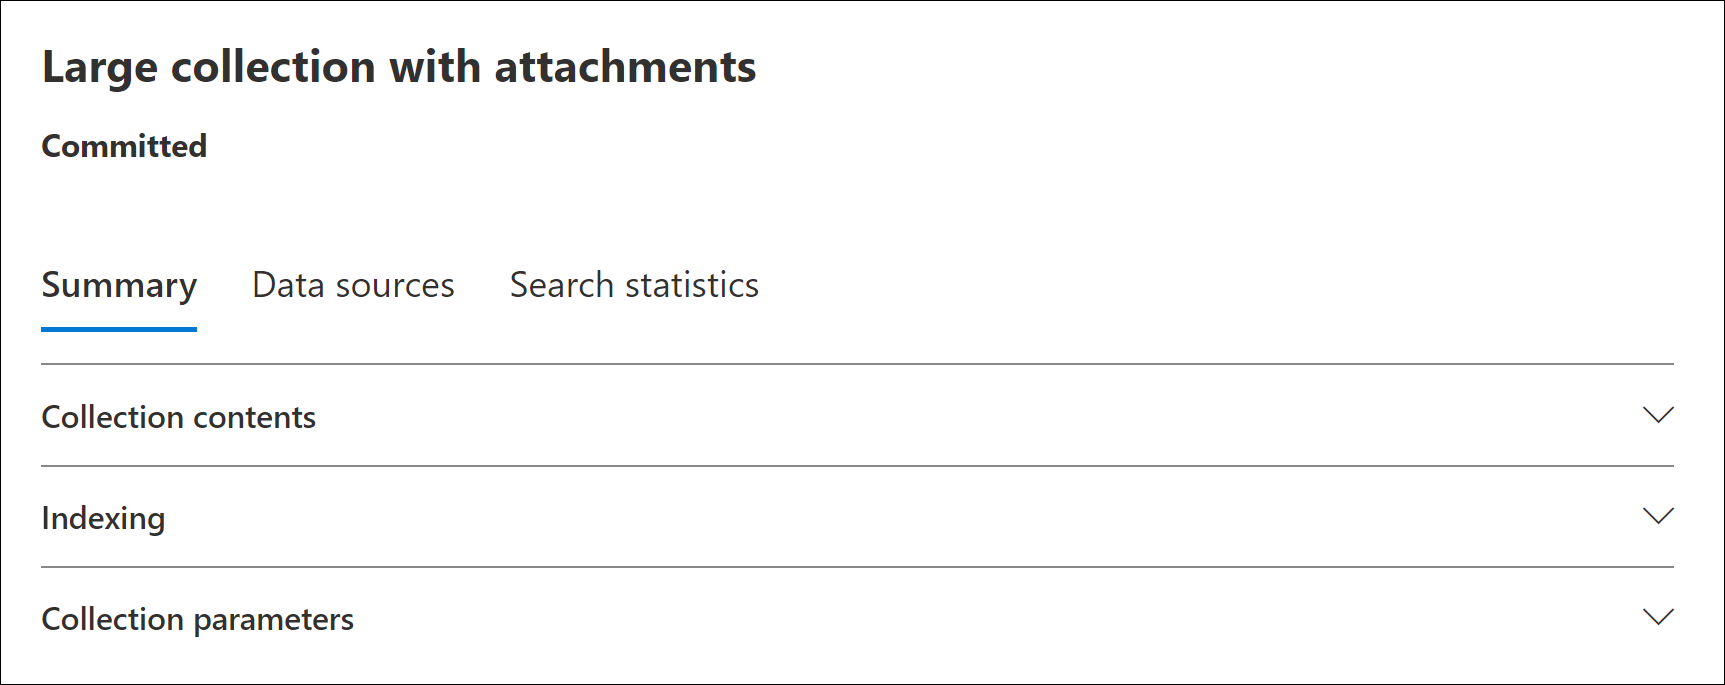 Large collection with attachments
Committed
Summary Data sources Search statistics
Collection contents
Indexing
Collection parameters